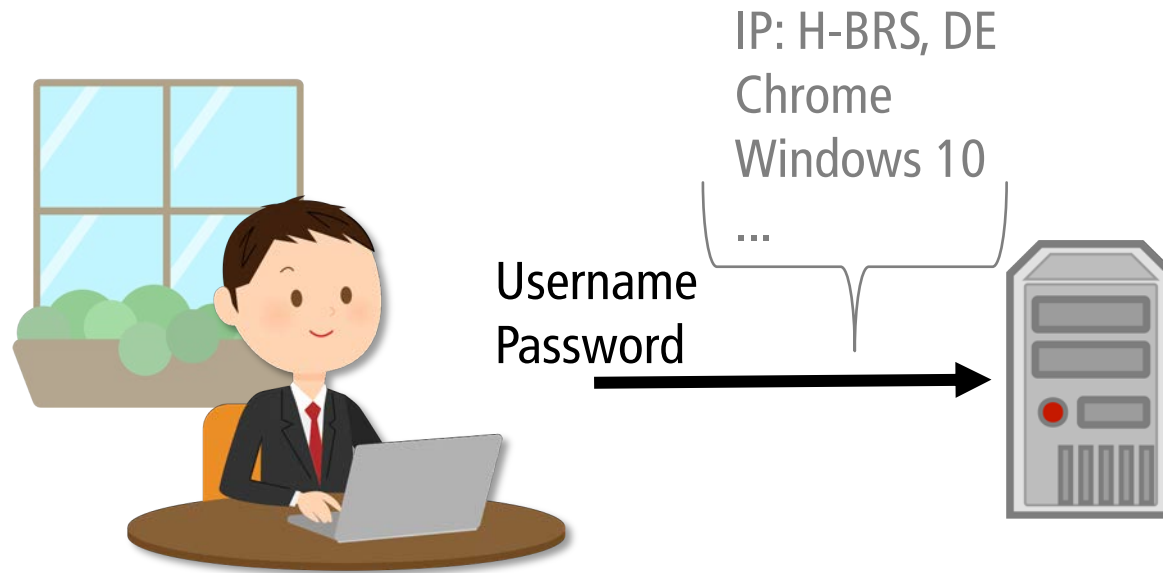 IP: H-BRS, DE
Chrome
Windows 10
...
Username
Password